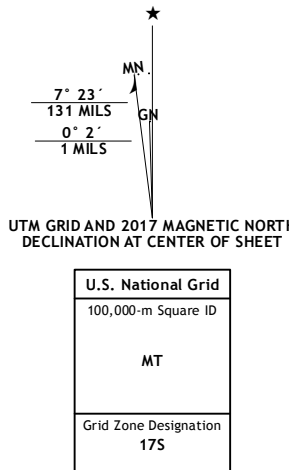 ★
MN
7° 23´
131 MILS
GN
0° 2´
1 MILS
UTM GRID AND 2017 MAGNETIC NORTH
DECLINATION AT CENTER OF SHEET
U.S. National Grid
100,000-m Square ID
MT
Grid Zone Designation
17S